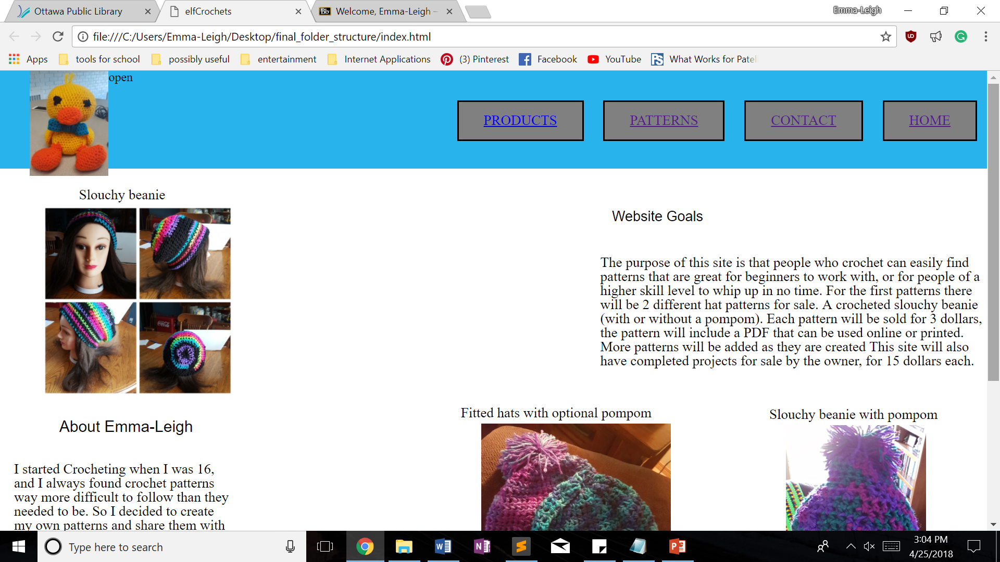 Ottawa Public Library
elfCrochets
Welcome, Emma-Leigh –
Emma-Leigh
file:///C:/Users/Emma-Leigh/Desktop/final_folder_structure/index.html
Apps
tools for school
possibly useful
entertainment
Internet Applications
(3) Pinterest
Facebook
YouTube
What Works for Patel
open
PRODUCTS
PATTERNS
CONTACT
HOME
Slouchy beanie
Website Goals
The purpose of this site is that people who crochet can easily find
patterns that are great for beginners to work with, or for people of a
higher skill level to whip up in no time. For the first patterns there
will be 2 different hat patterns for sale. A crocheted slouchy beanie
(with or without a pompom). Each pattern will be sold for 3 dollars,
the pattern will include a PDF that can be used online or printed.
More patterns will be added as they are created This site will also
have completed projects for sale by the owner, for 15 dollars each.
About Emma-Leigh
I started Crocheting when I was 16,
and I always found crochet patterns
way more difficult to follow than they
needed to be. So I decided to create
my own patterns and share them with
Fitted hats with optional pompom
Slouchy beanie with pompom
Type here to search
3:04 PM
4/25/2018